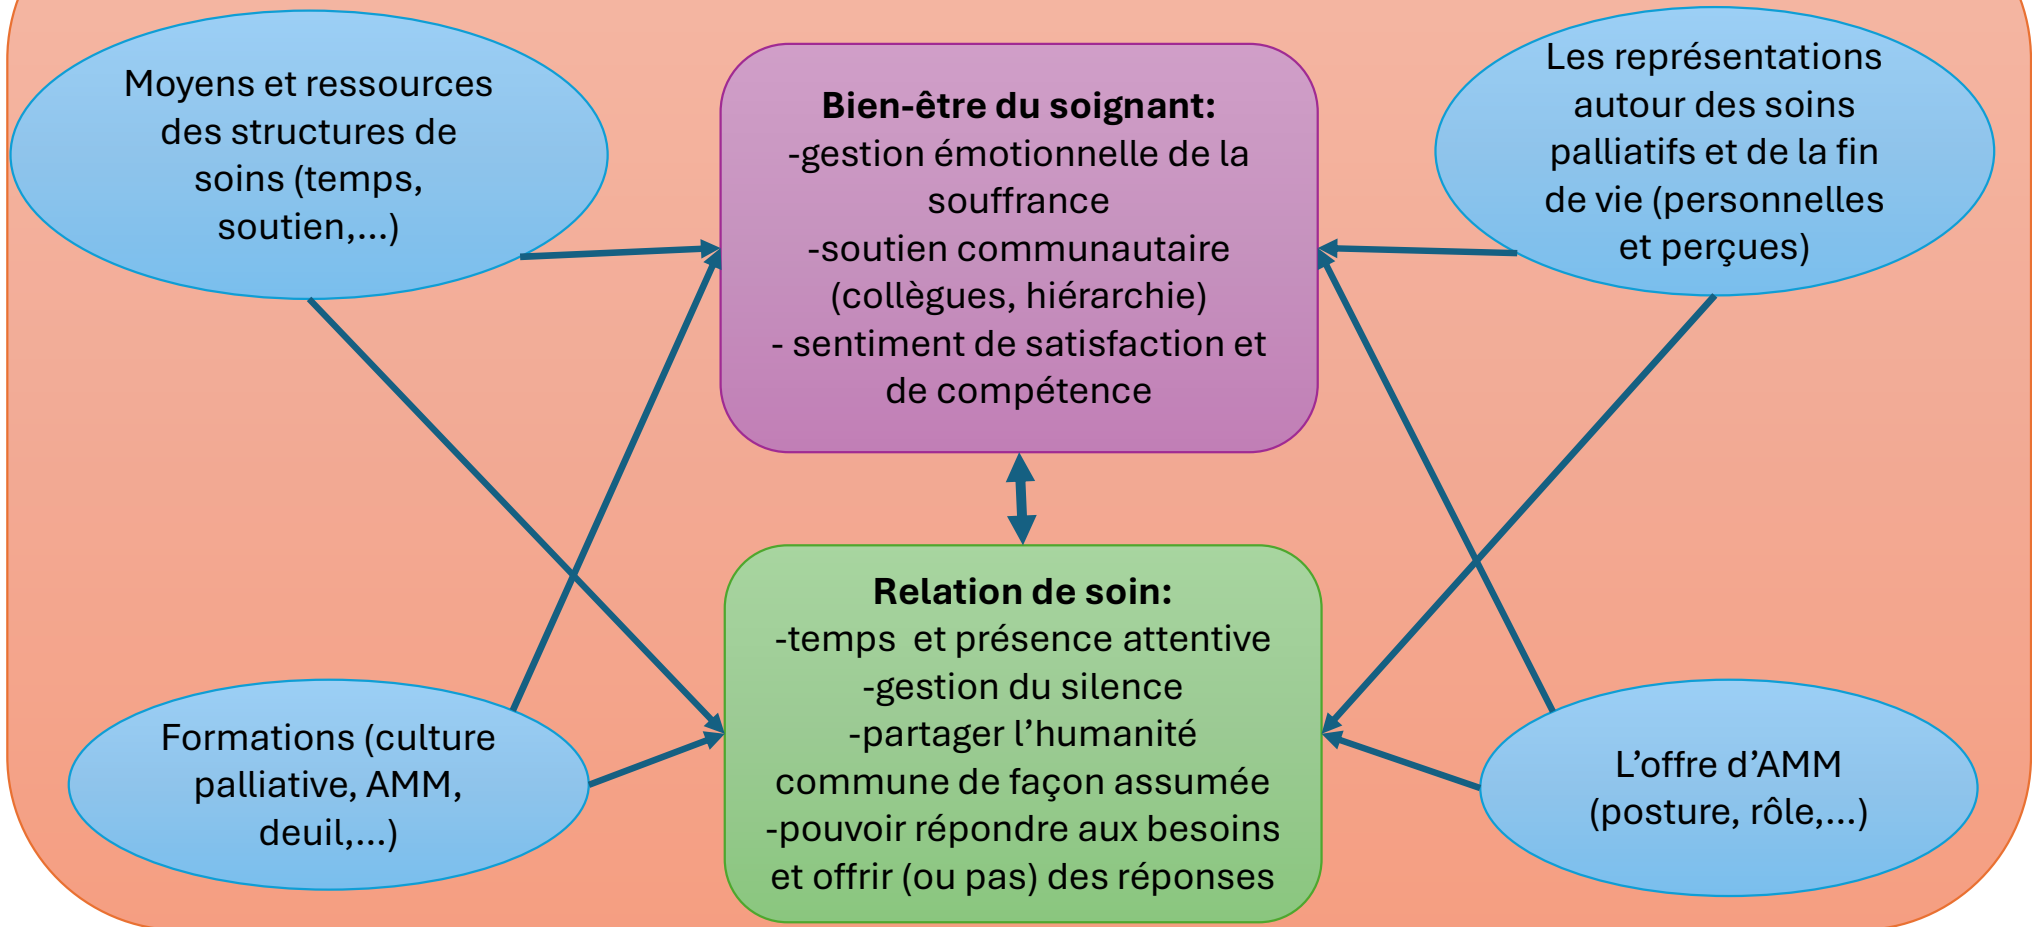 Moyens et ressources
des structures de
soins (temps,
soutien,...)
Bien-être du soignant:
-gestion émotionnelle de la
souffrance
-soutien communautaire
(collègues, hiérarchie)
- sentiment de satisfaction et
de compétence
Les représentations
autour des soins
palliatifs et de la fin
de vie (personnelles
et perçues)
Relation de soin:
-temps  et présence attentive
-gestion du silence
-partager l’humanité
commune de façon assumée
-pouvoir répondre aux besoins
et offrir (ou pas) des réponses
Formations (culture
palliative, AMM,
deuil,...)
L’offre d’AMM
(posture, rôle,...)